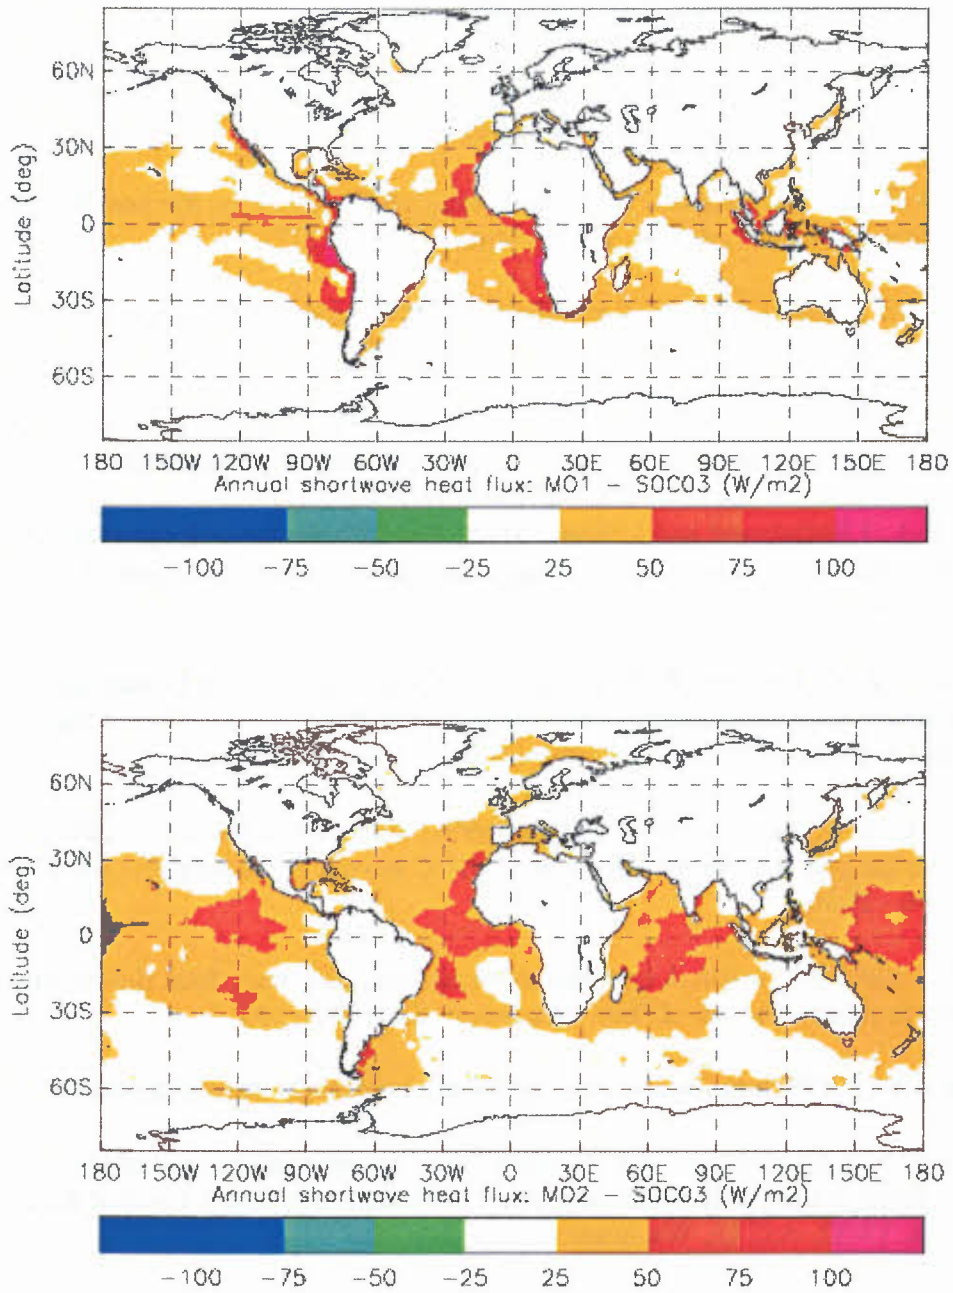 60N
30N
0
30S
60S
Latitude (deg)
180 150W 120W 90W 60W 30W 0 30E 60E 90E 120E 150E 180
Annual shortwave heat flux: MO1 - SOC03 (W/m2)
-100 -75 -50 -25 25 50 75 100
60N
30N
0
30S
60S
Latitude (deg)
180 150W 120W 90W 60W 30W 0 30E 60E 90E 120E 150E 180
Annual shortwave heat flux: MO2 - SOC03 (W/m2)
-100 -75 -50 -25 25 50 75 100